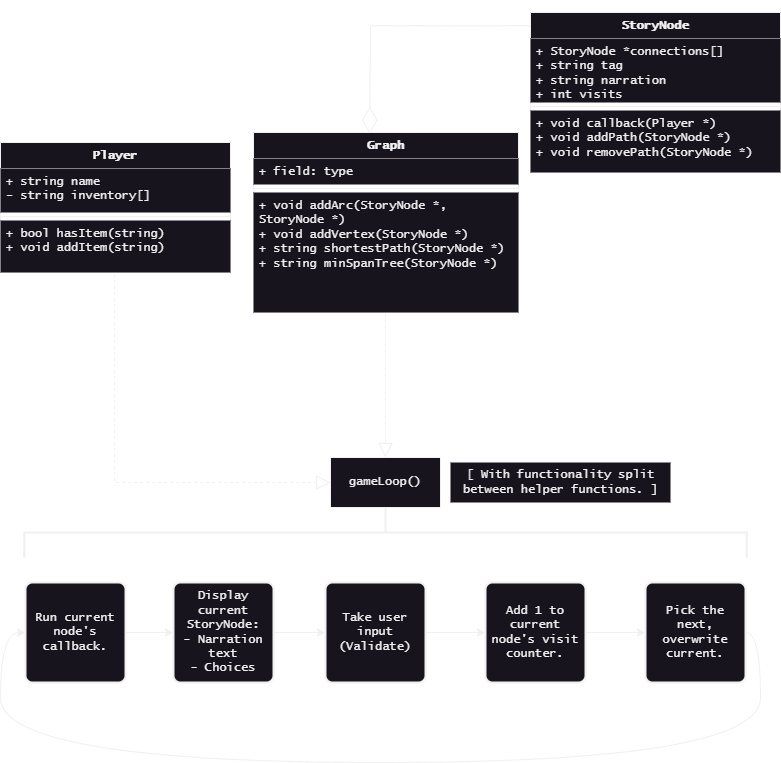 StoryNode
+ StoryNode *connections[]
+ string tag
+ string narration
+ int visits
+ void callback(Player *)
+ void addPath(StoryNode *)
+ void removePath(StoryNode *)
Graph
+ field: type
+ void addArc(StoryNode *,
StoryNode *)
+ void addVertex(StoryNode *)
+ string shortestPath(StoryNode *)
+ string minSpanTree(StoryNode *)
Player
+ string name
- string inventory[]
+ bool hasItem(string)
+ void addItem(string)
gameLoop()
[ With functionality split
between helper functions. ]
Run current
node's
callback.
Display
current
StoryNode:
- Narration
text
- Choices
Take user
input
(Validate)
Add 1 to
current
node's visit
counter.
Pick the
next,
overwrite
current.